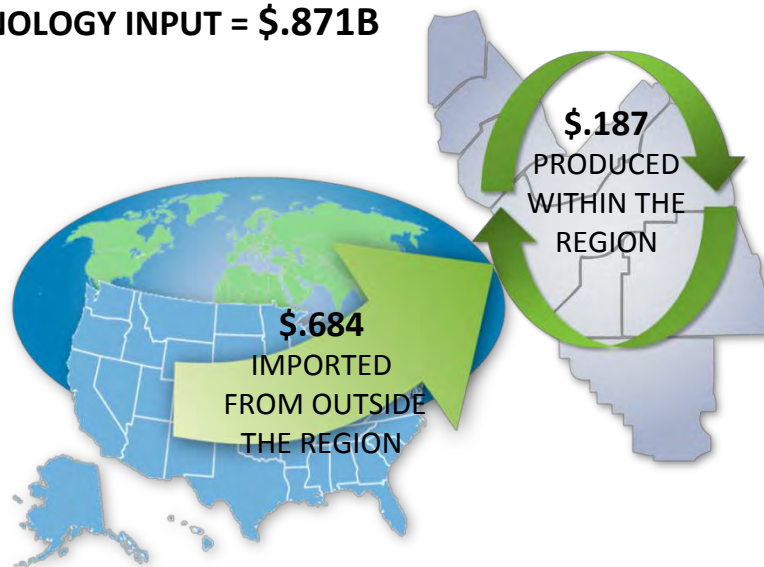 NOLOGY INPUT = $.871B
$.187
PRODUCED
WITHIN THE
REGION
$.684
IMPORTED
FROM OUTSIDE
THE REGION